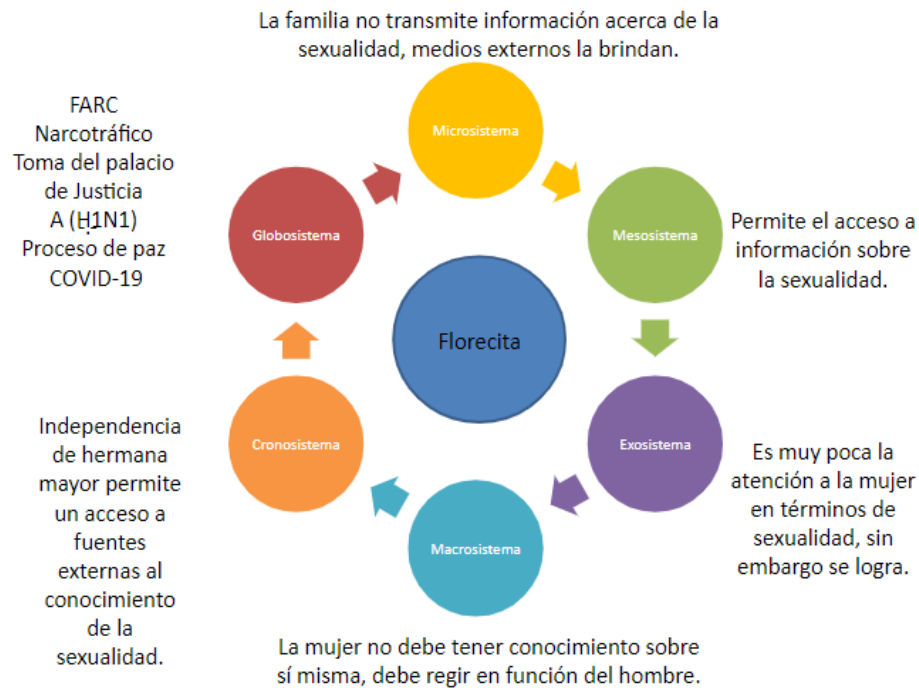 La familia no transmite información acerca de la
sexualidad, medios externos la brindan.
Microsistema
FARC
Narcotráfico
Toma del palacio
de Justicia
A (H1N1)
Proceso de paz
COVID-19
Globosistema
Mesosistema
Permite el acceso a
información sobre
la sexualidad.
Florecita
Cronosistema
Independencia
de hermana
mayor permite
un acceso a
fuentes
externas al
conocimiento
de la
sexualidad.
Exosistema
Es muy poca la
atención a la mujer
en términos de
sexualidad, sin
embargo se logra.
Macrosistema
La mujer no debe tener conocimiento sobre
sí misma, debe regir en función del hombre.